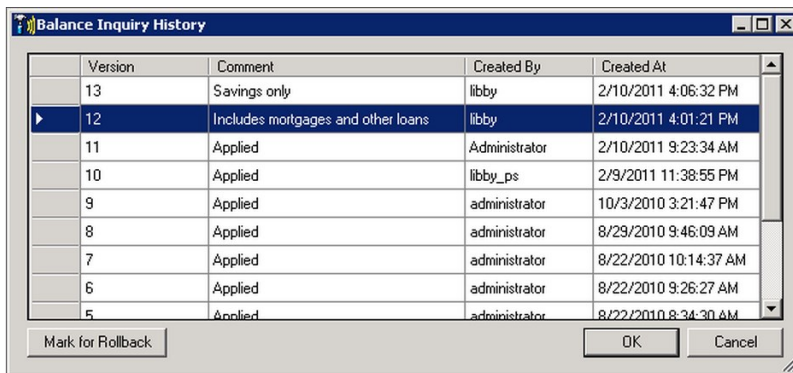 Balance Inquiry History
Version Comment Created By Created At
13 Savings only libby 2/10/2011 4:06:32 PM
12 Includes mortgages and other loans libby 2/10/2011 4:01:21 PM
11 Applied Administrator 2/10/2011 9:23:34 AM
10 Applied libby_ps 2/9/2011 11:38:55 PM
9 Applied administrator 10/3/2010 3:21:47 PM
8 Applied administrator 8/29/2010 9:46:09 AM
7 Applied administrator 8/22/2010 10:14:37 AM
6 Applied administrator 8/22/2010 9:26:27 AM
5 Applied administrator 8/22/2010 8:34:30 AM
Mark for Rollback OK Cancel